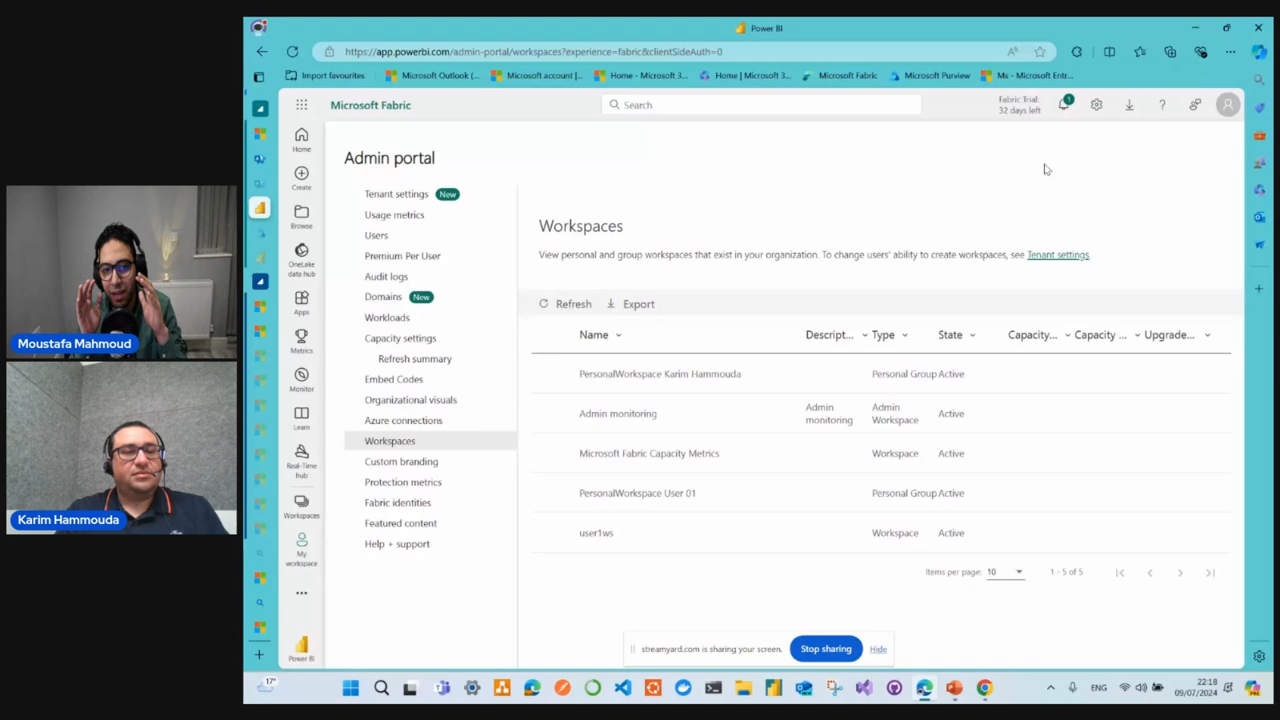 Power BI
https://app.powerbi.com/admin-portal/workspaces?experience=fabric&clientSideAuth=0
Import favourites
Microsoft Outlook (...
Microsoft account |...
Home - Microsoft 3...
Home | Microsoft 3...
Microsoft Fabric
Microsoft Purview
Ms - Microsoft Entr...
Microsoft Fabric
Search
Fabric Trial:
32 days left
1
Home
Create
Browse
OneLake
data hub
Apps
Metrics
Monitor
Learn
Real-Time
hub
Workspaces
My
workspace
Power BI
Admin portal
Tenant settings New
Usage metrics
Users
Premium Per User
Audit logs
Domains New
Workloads
Capacity settings
Refresh summary
Embed Codes
Organizational visuals
Azure connections
Workspaces
Custom branding
Protection metrics
Fabric identities
Featured content
Help + support
Workspaces
View personal and group workspaces that exist in your organization. To change users' ability to create workspaces, see Tenant settings.
Refresh Export
Name Descript... Type State Capacity... Capacity ... Upgrade...
PersonalWorkspace Karim Hammouda Personal Group Active
Admin monitoring Admin monitoring Admin Workspace Active
Microsoft Fabric Capacity Metrics Workspace Active
PersonalWorkspace User 01 Personal Group Active
user1ws Workspace Active
Items per page: 10 1 - 5 of 5
streamyard.com is sharing your screen. Stop sharing Hide
Moustafa Mahmoud
Karim Hammouda
17°
ENG
22:18
09/07/2024